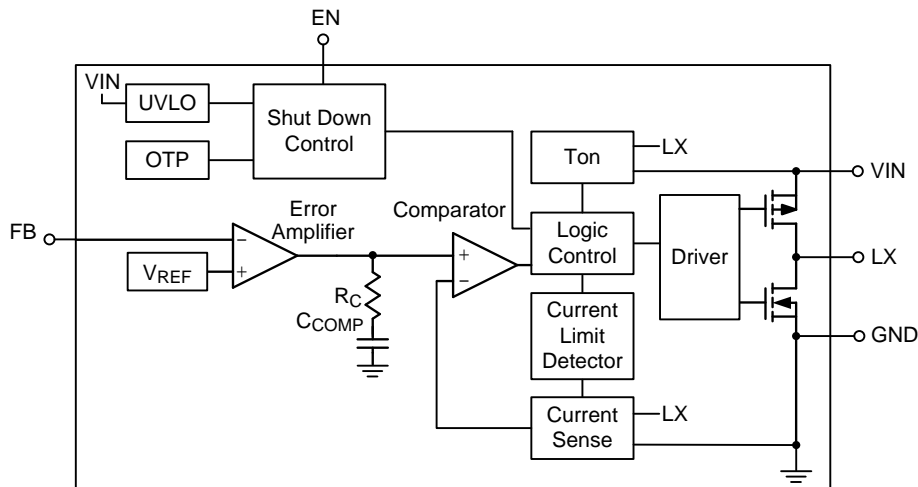 EN
VIN
UVLO
Shut Down
Control
OTP
Ton
LX
VIN
FB
Error
Amplifier
Comparator
Logic
Control
Driver
LX
VREF
−
+
+
−
RC
CCOMP
Current
Limit
Detector
GND
Current
Sense
LX